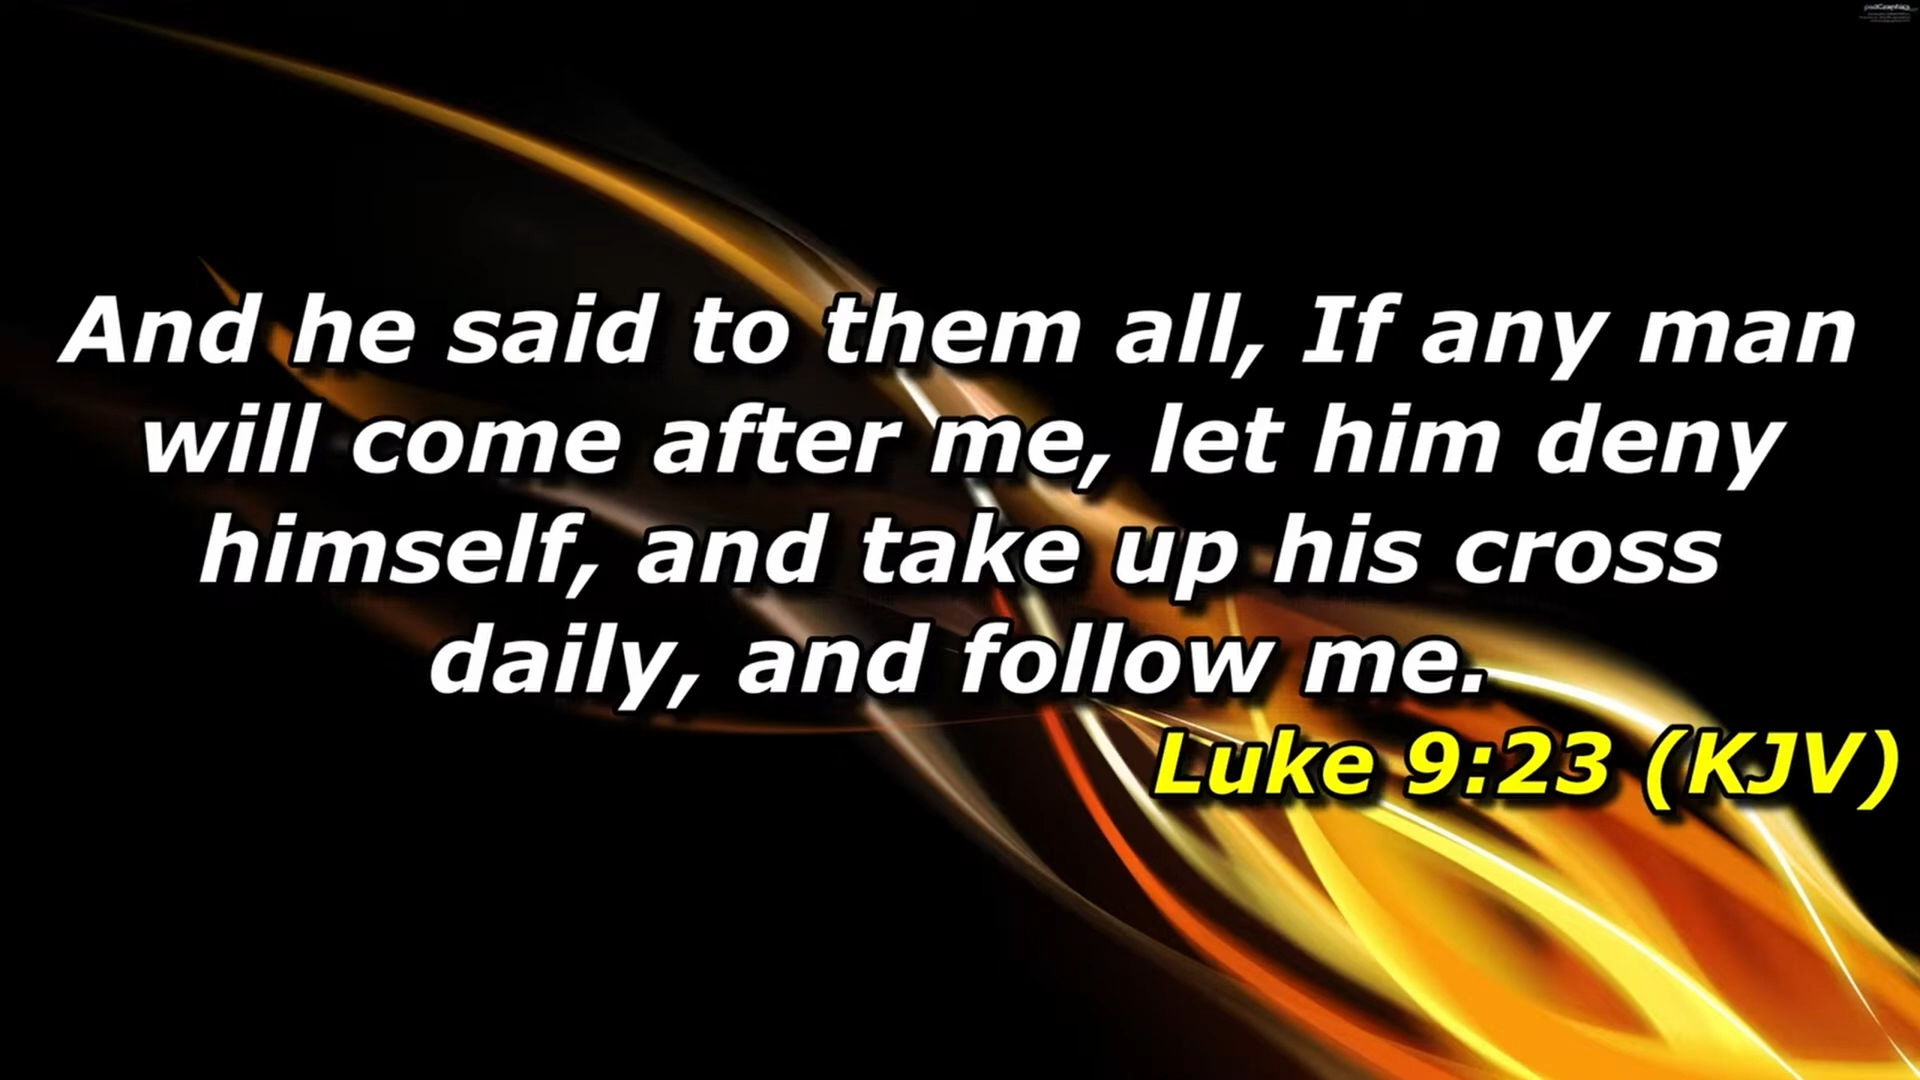 And he said to them all, If any man
will come after me, let him deny
himself, and take up his cross
daily, and follow me.
Luke 9:23 (KJV)